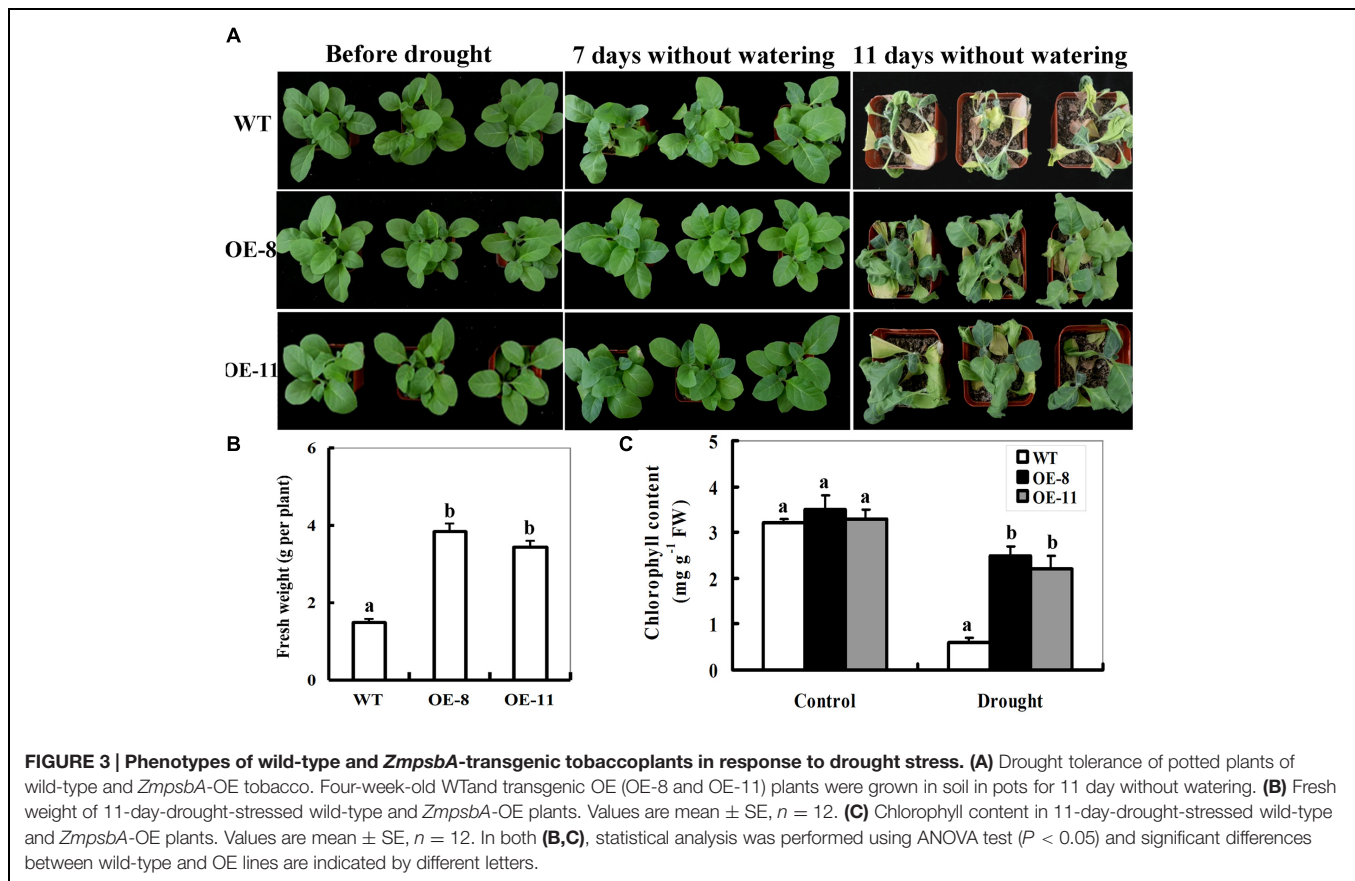 A
Before drought
7 days without watering
11 days without watering
WT
OE-8
OE-11
B
6
4
2
0
Fresh weight (g per plant)
a
b
b
WT
OE-8
OE-11
C
5
4
3
2
1
0
Chlorophyll content
(mg g⁻¹ FW)
WT
OE-8
OE-11
a
a
a
a
b
b
Control
Drought
FIGURE 3 | Phenotypes of wild-type and ZmpsbA-transgenic tobaccoplants in response to drought stress. (A) Drought tolerance of potted plants of
wild-type and ZmpsbA-OE tobacco. Four-week-old WTand transgenic OE (OE-8 and OE-11) plants were grown in soil in pots for 11 day without watering. (B) Fresh
weight of 11-day-drought-stressed wild-type and ZmpsbA-OE plants. Values are mean ± SE, n = 12. (C) Chlorophyll content in 11-day-drought-stressed wild-type
and ZmpsbA-OE plants. Values are mean ± SE, n = 12. In both (B,C), statistical analysis was performed using ANOVA test (P < 0.05) and significant differences
between wild-type and OE lines are indicated by different letters.